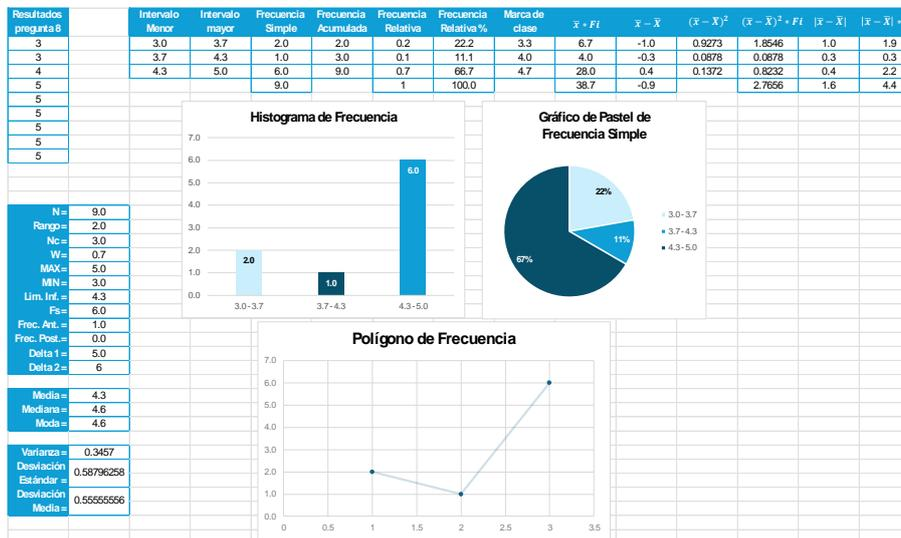 Resultados pregunta 8 Intervalo Menor Intervalo mayor Frecuencia Simple Frecuencia Acumulada Frecuencia Relativa Frecuencia Relativa % Marca de clase x̅ * Fi x̅ − X̅ (x̅ − X̅)² (x̅ − X̅)² * Fi |x̅ − X̅| |x̅ − X̅| *
3 3.0 3.7 2.0 2.0 0.2 22.2 3.3 6.7 -1.0 0.9273 1.8546 1.0 1.9
3 3.7 4.3 1.0 3.0 0.1 11.1 4.0 4.0 -0.3 0.0878 0.0878 0.3 0.3
4 4.3 5.0 6.0 9.0 0.7 66.7 4.7 28.0 0.4 0.1372 0.8232 0.4 2.2
5 9.0 1 100.0 38.7 -0.9 2.7656 1.6 4.4
5
5
5
5
5
Histograma de Frecuencia
7.0
6.0
5.0
4.0
3.0
2.0
1.0
0.0
2.0
1.0
6.0
3.0-3.7 3.7-4.3 4.3-5.0
Gráfico de Pastel de
Frecuencia Simple
22%
11%
67%
3.0-3.7
3.7-4.3
4.3-5.0
N= 9.0
Rango= 2.0
Nc= 3.0
W= 0.7
MAX= 5.0
MIN= 3.0
Lim. Inf.= 4.3
Fs= 6.0
Frec. Ant.= 1.0
Frec. Post.= 0.0
Delta 1= 5.0
Delta 2= 6
Media= 4.3
Mediana= 4.6
Moda= 4.6
Varianza= 0.3457
Desviación Estándar = 0.58796258
Desviación Media= 0.55555556
Polígono de Frecuencia
7.0
6.0
5.0
4.0
3.0
2.0
1.0
0.0
0 0.5 1 1.5 2 2.5 3 3.5